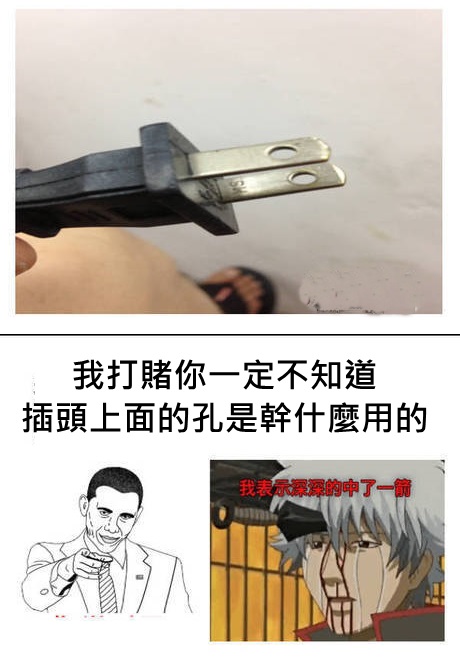 我打賭你一定不知道
插頭上面的孔是幹什麼用的
我表示深深的中了一箭